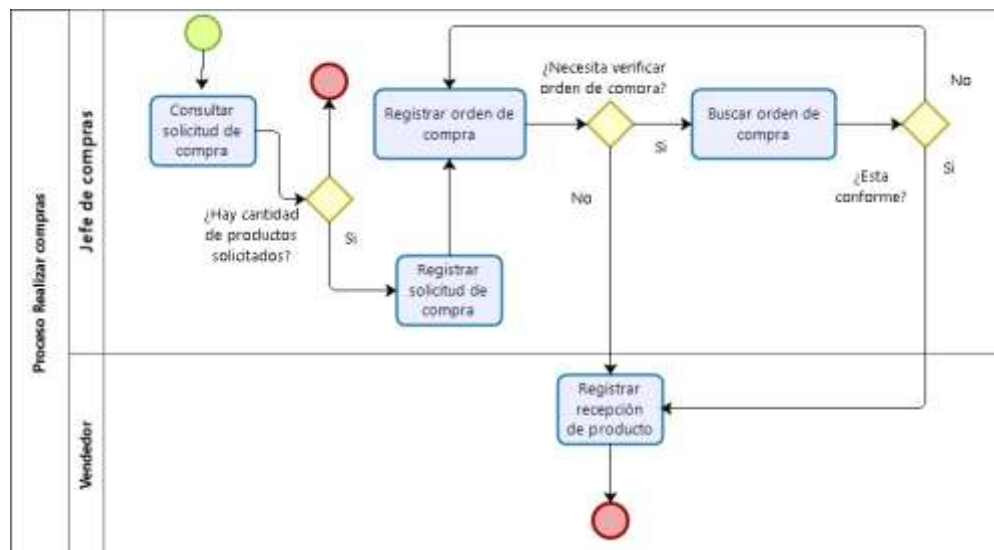 Proceso Realizar compras
Jefe de compras
Consultar
solicitud de
compra
¿Hay cantidad
de productos
solicitados?
Si
Registrar
solicitud de
compra
Registrar orden de
compra
¿Necesita verificar
orden de compra?
Si
No
Buscar orden de
compra
¿Esta
conforme?
No
Si
Vendedor
Registrar
recepción
de producto